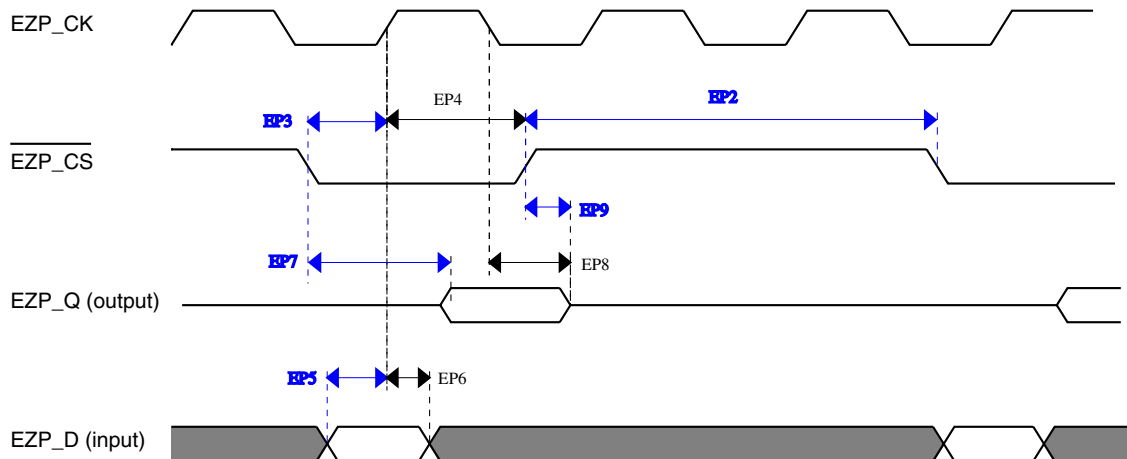 EZP_CK
EP4
EP2
EP3
EZP_CS
EP9
EP7
EP8
EZP_Q (output)
EP5
EP6
EZP_D (input)